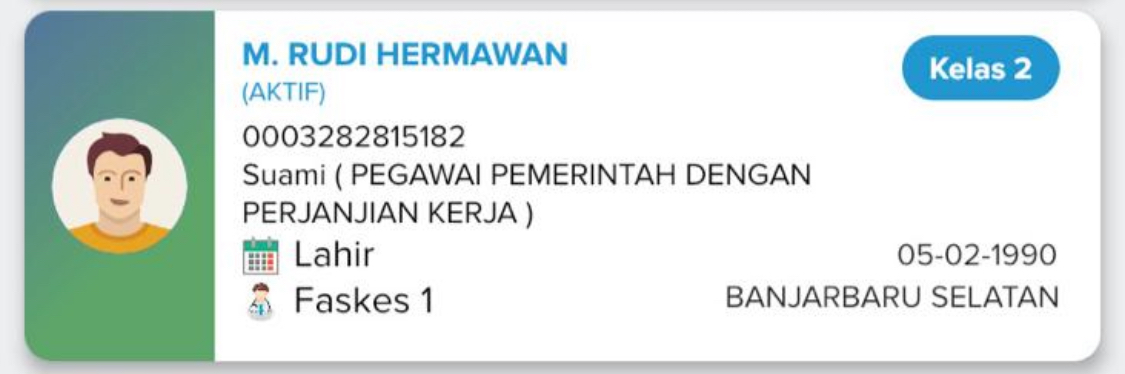 M. RUDI HERMAWAN
Kelas 2
(AKTIF)
0003282815182
Suami ( PEGAWAI PEMERINTAH DENGAN
PERJANJIAN KERJA )
Lahir 05-02-1990
Faskes 1 BANJARBARU SELATAN